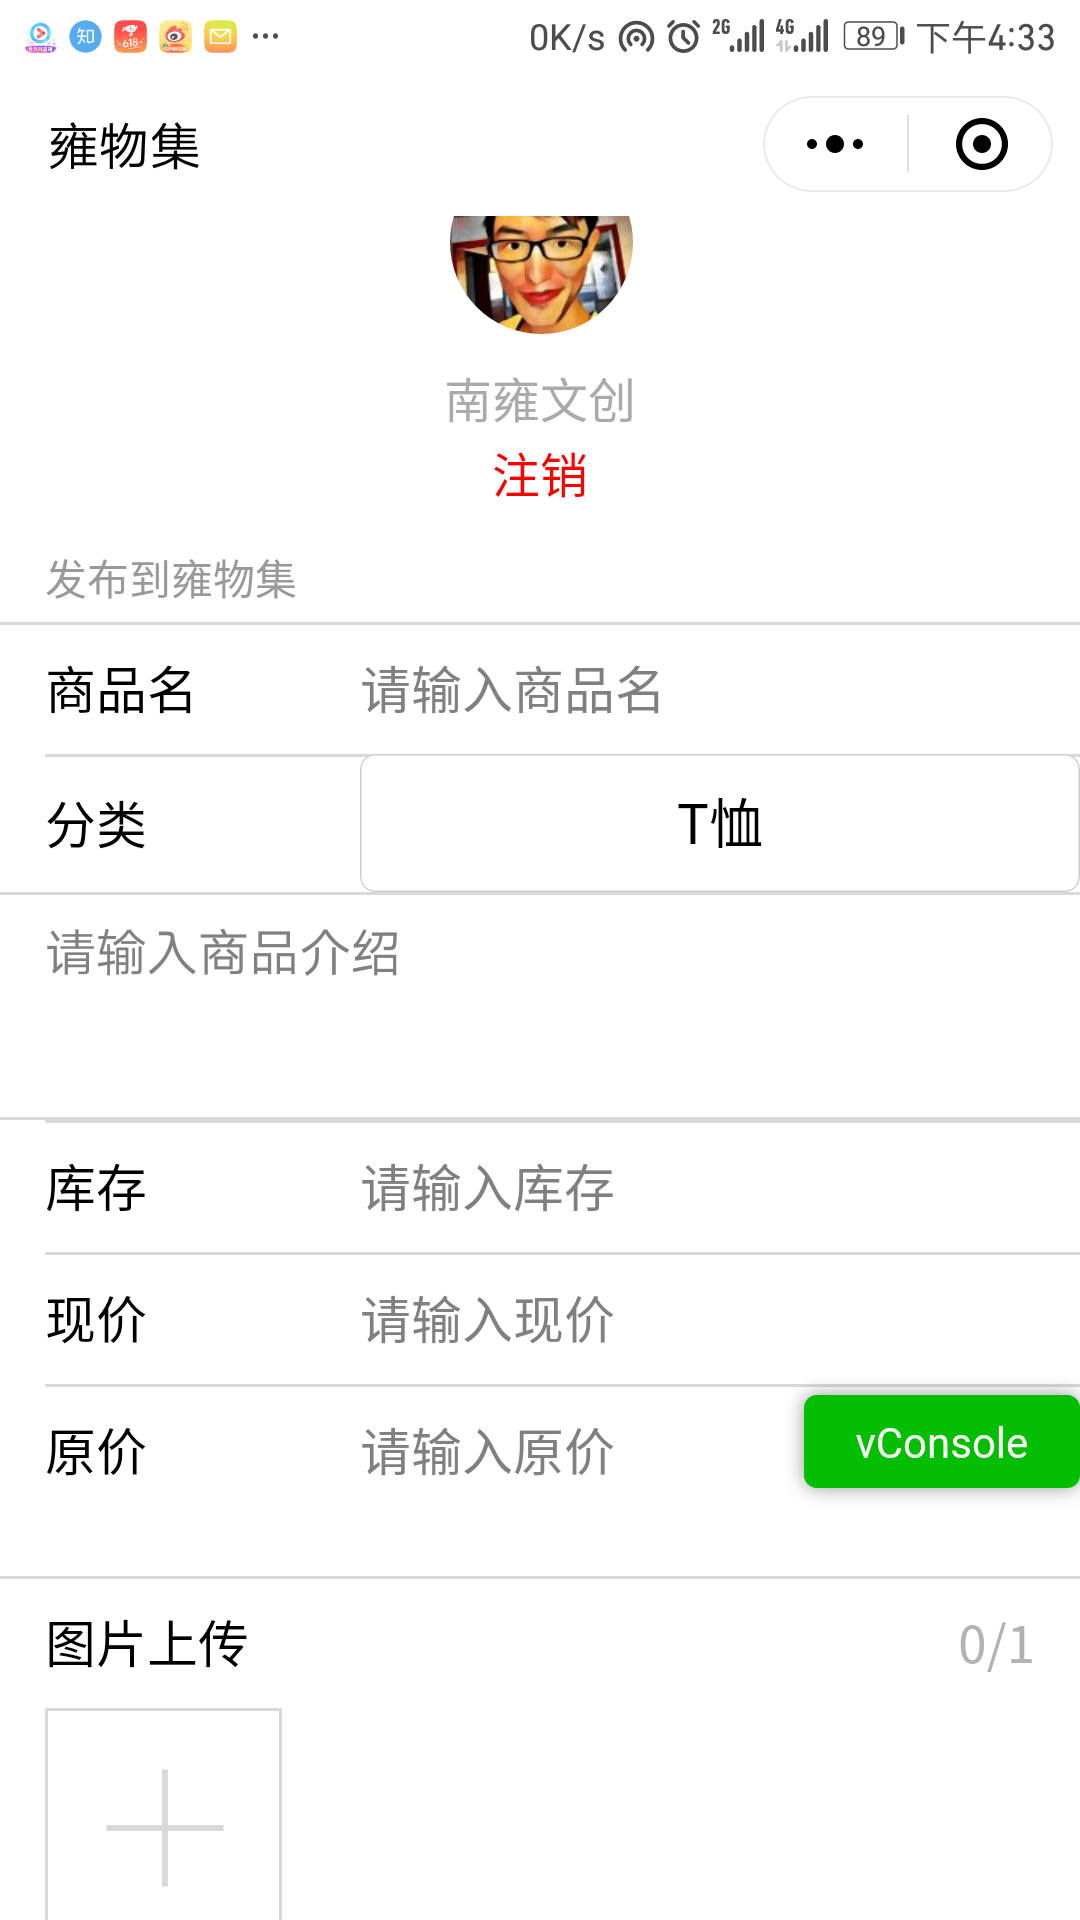 知 618 0K/s 2G 4G 89 下午4:33
雍物集
南雍文创
注销
发布到雍物集
商品名 请输入商品名
分类 T恤
请输入商品介绍
库存 请输入库存
现价 请输入现价
原价 请输入原价 vConsole
图片上传 0/1